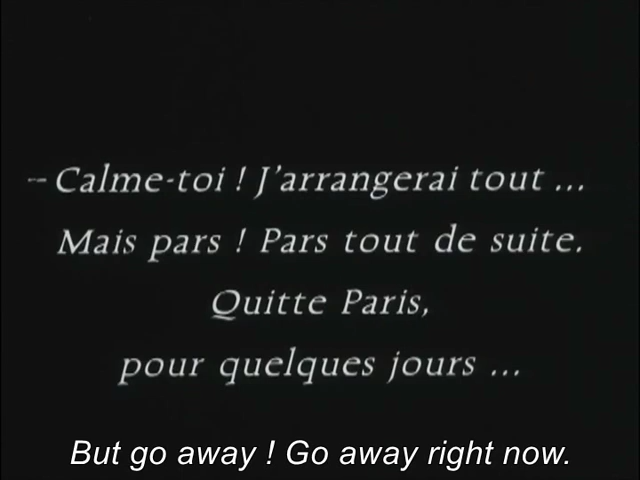 -- Calme-toi ! J'arrangerai tout ...
Mais pars ! Pars tout de suite.
Quitte Paris,
pour quelques jours ...
But go away ! Go away right now.